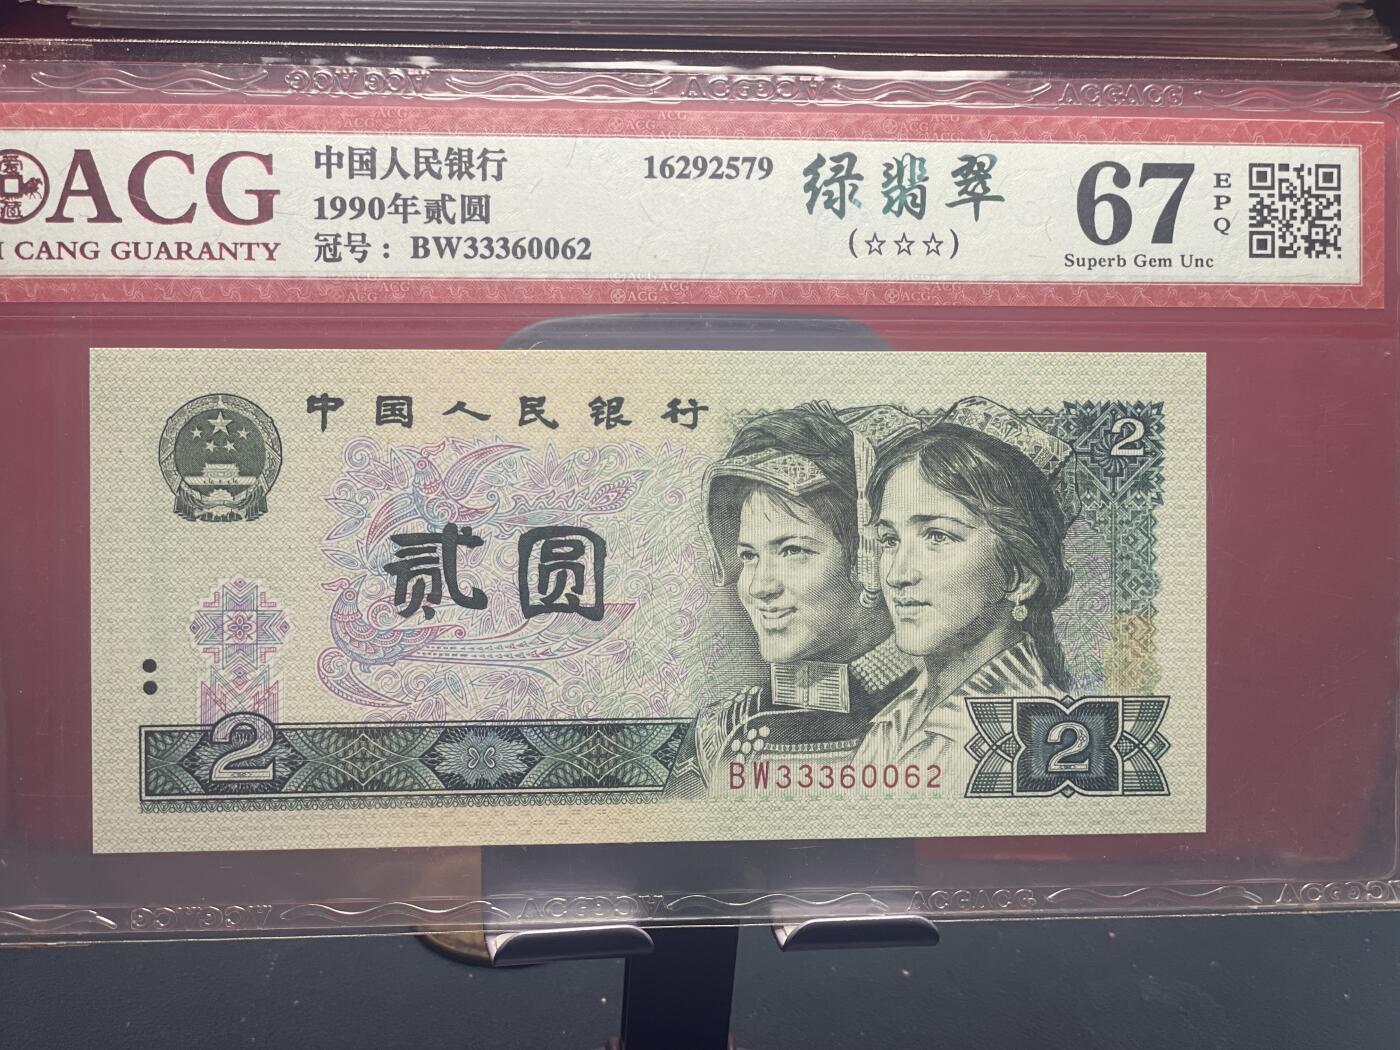 ACG
CANG GUARANTY
中国人民银行
1990年贰圆
冠号：BW33360062
16292579
绿翡翠
(☆☆☆)
67
EPQ
Superb Gem Unc
中国人民银行
2
贰圆
2
BW33360062
2